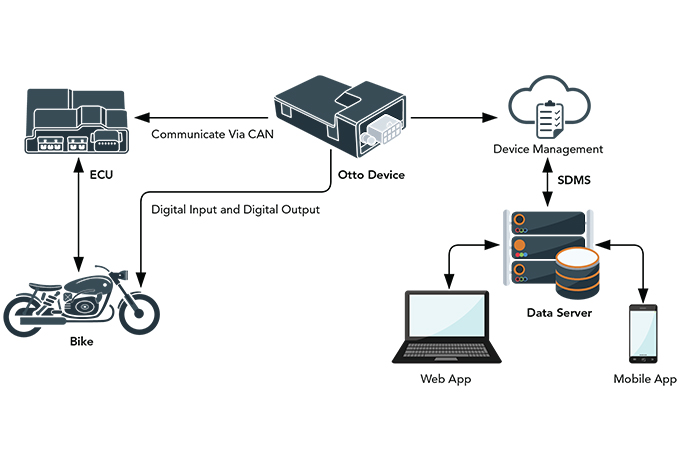 Communicate Via CAN
Device Management
ECU
Otto Device
SDMS
Digital Input and Digital Output
Data Server
Bike
Web App
Mobile App